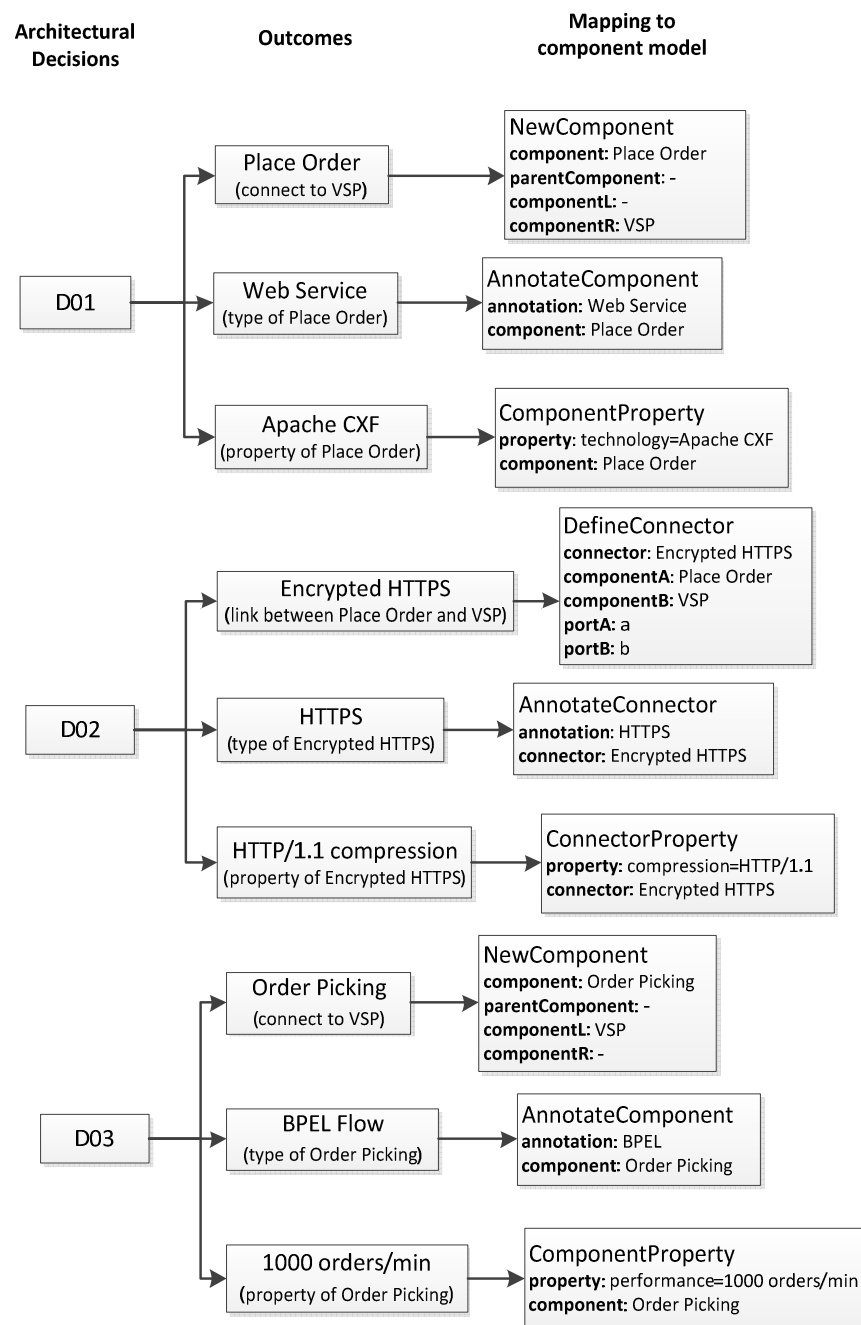 Architectural
Decisions
Outcomes
Mapping to
component model
D01
Place Order
(connect to VSP)
NewComponent
component: Place Order
parentComponent: -
componentL: -
componentR: VSP
Web Service
(type of Place Order)
AnnotateComponent
annotation: Web Service
component: Place Order
Apache CXF
(property of Place Order)
ComponentProperty
property: technology=Apache CXF
component: Place Order
D02
Encrypted HTTPS
(link between Place Order and VSP)
DefineConnector
connector: Encrypted HTTPS
componentA: Place Order
componentB: VSP
portA: a
portB: b
HTTPS
(type of Encrypted HTTPS)
AnnotateConnector
annotation: HTTPS
connector: Encrypted HTTPS
HTTP/1.1 compression
(property of Encrypted HTTPS)
ConnectorProperty
property: compression=HTTP/1.1
connector: Encrypted HTTPS
D03
Order Picking
(connect to VSP)
NewComponent
component: Order Picking
parentComponent: -
componentL: VSP
componentR: -
BPEL Flow
(type of Order Picking)
AnnotateComponent
annotation: BPEL
component: Order Picking
1000 orders/min
(property of Order Picking)
ComponentProperty
property: performance=1000 orders/min
component: Order Picking